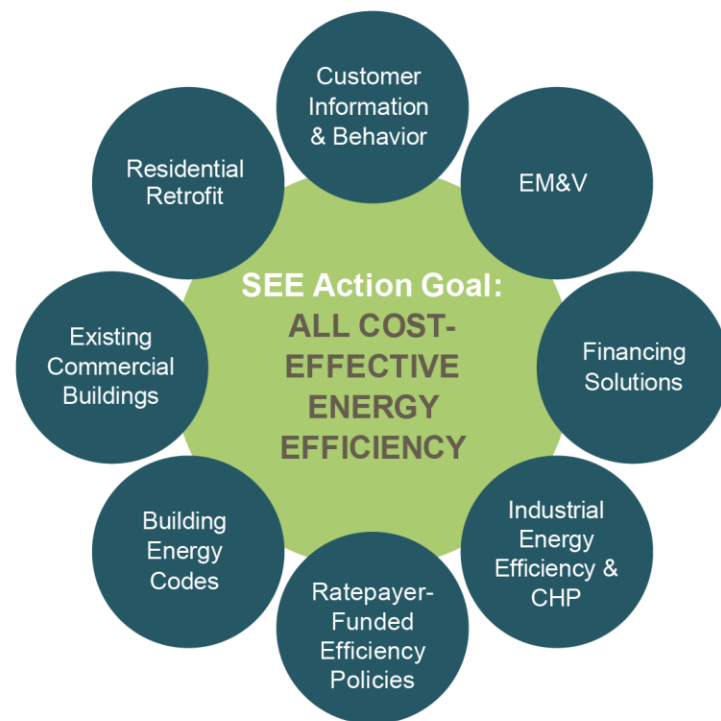 Customer
Information
& Behavior
EM&V
Financing
Solutions
Industrial
Energy
Efficiency &
CHP
Ratepayer-
Funded
Efficiency
Policies
Building
Energy
Codes
Existing
Commercial
Buildings
Residential
Retrofit
SEE Action Goal:
ALL COST-
EFFECTIVE
ENERGY
EFFICIENCY